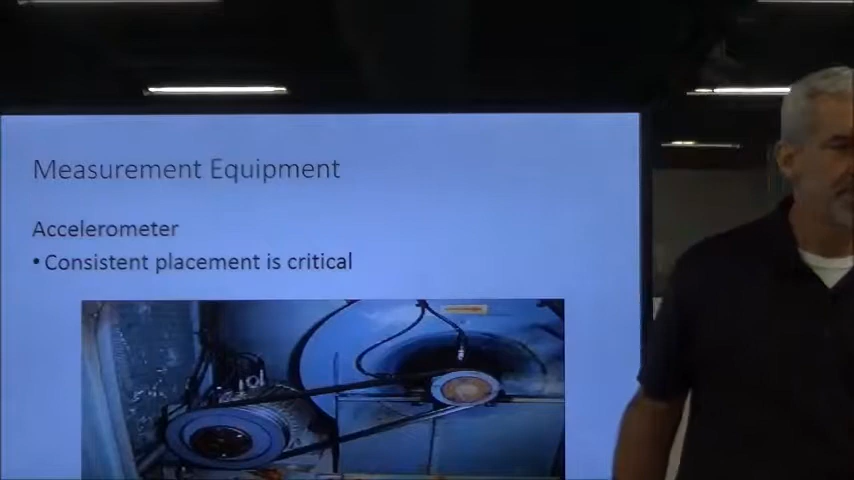 Measurement Equipment
Accelerometer
• Consistent placement is critical